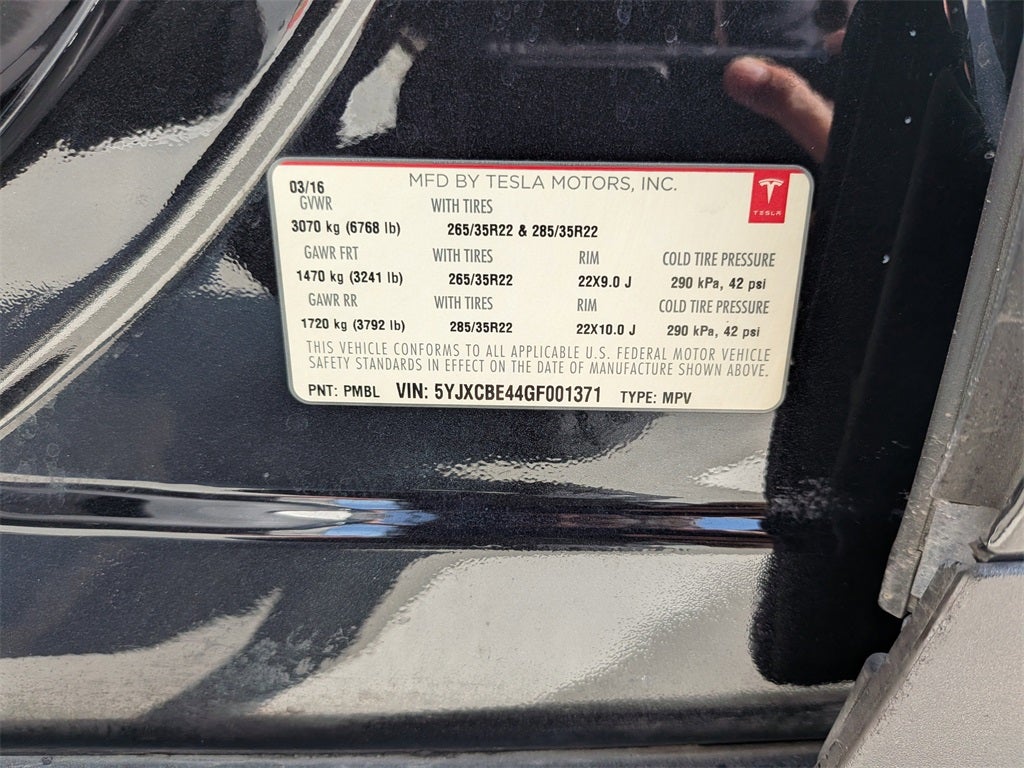 MFD BY TESLA MOTORS, INC.
TESLA
03/16
GVWR WITH TIRES
3070 kg (6768 lb) 265/35R22 & 285/35R22
GAWR FRT WITH TIRES RIM COLD TIRE PRESSURE
1470 kg (3241 lb) 265/35R22 22X9.0 J 290 kPa, 42 psi
GAWR RR WITH TIRES RIM COLD TIRE PRESSURE
1720 kg (3792 lb) 285/35R22 22X10.0 J 290 kPa, 42 psi
THIS VEHICLE CONFORMS TO ALL APPLICABLE U.S. FEDERAL MOTOR VEHICLE
SAFETY STANDARDS IN EFFECT ON THE DATE OF MANUFACTURE SHOWN ABOVE.
PNT: PMBL VIN: 5YJXCBE44GF001371 TYPE: MPV